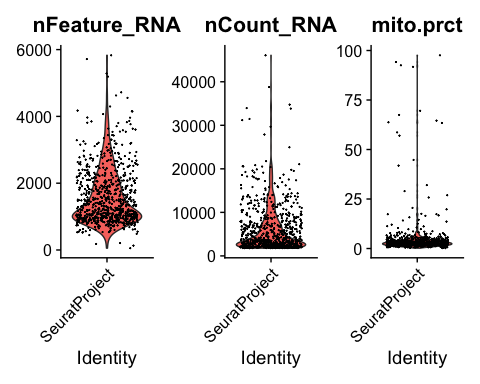 nFeature_RNA
6000
4000
2000
0
SeuratProject
Identity
nCount_RNA
40000
30000
20000
10000
0
SeuratProject
Identity
mito.prct
100
75
50
25
0
SeuratProject
Identity